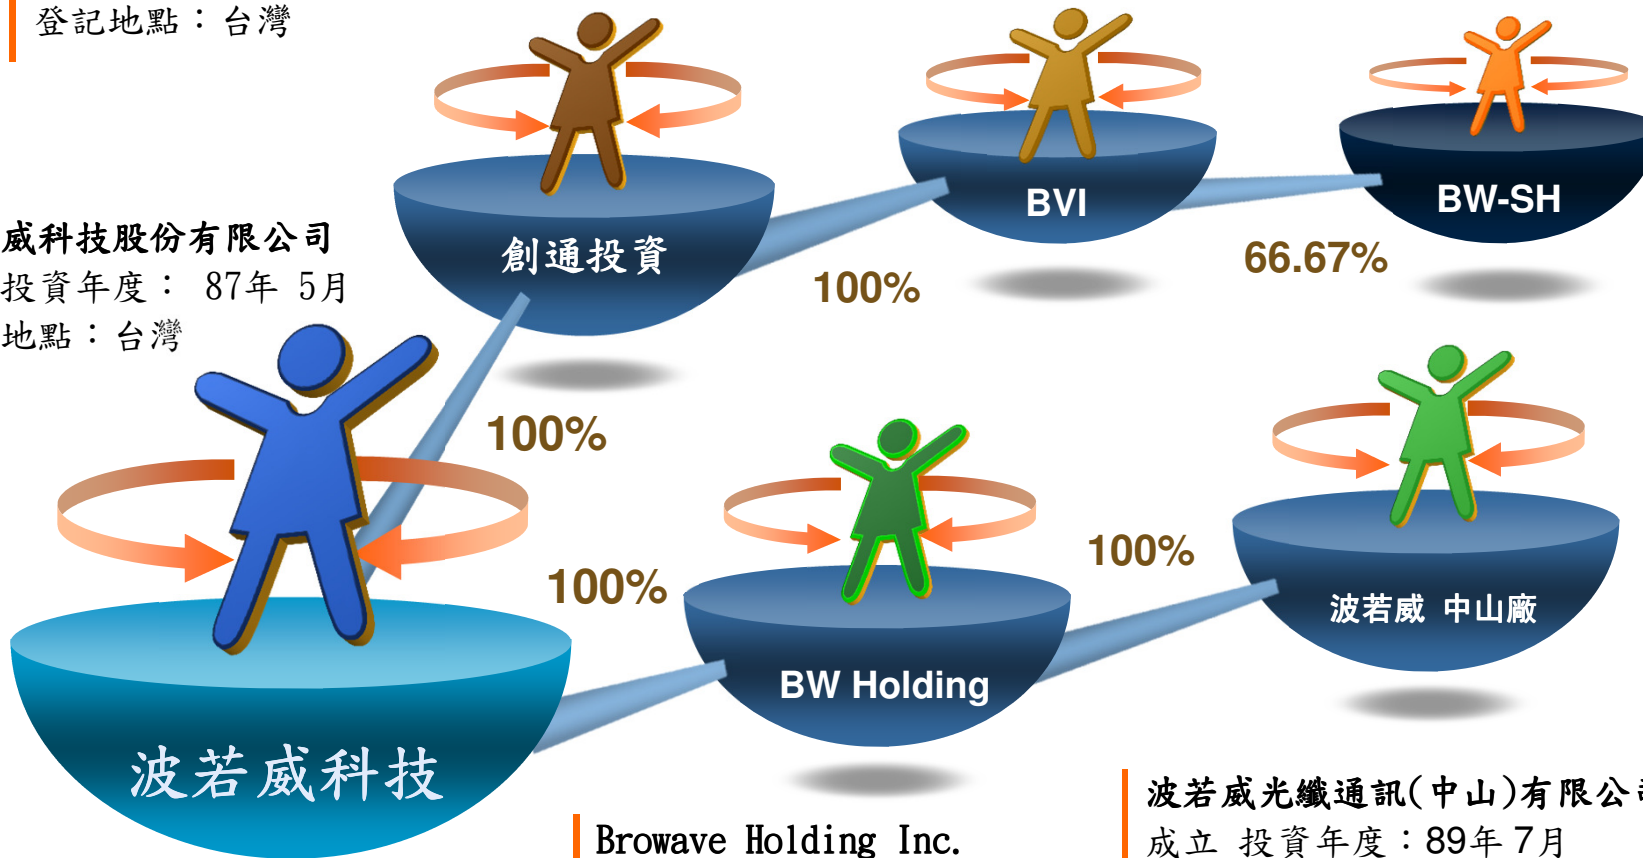 登記地點：台灣
威科技股份有限公司
投資年度： 87年 5月
地點：台灣
創通投資
BVI
BW-SH
100%
66.67%
100%
100%
100%
波若威科技
BW Holding
波若威 中山廠
Browave Holding Inc.
波若威光纖通訊(中山)有限公司
成立 投資年度：89年 7月